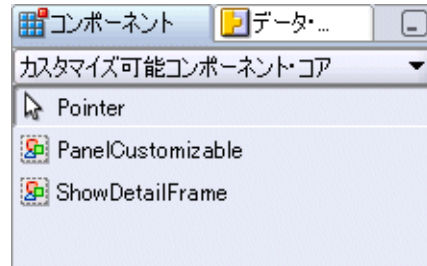 コンポーネント データ・...
カスタマイズ可能コンポーネント・コア
Pointer
PanelCustomizable
ShowDetailFrame